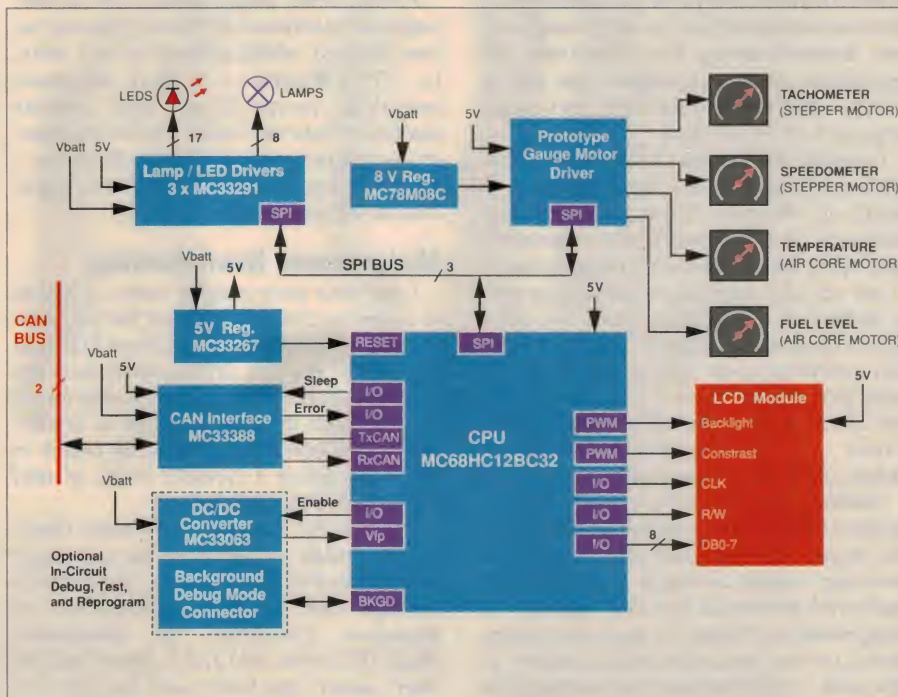 LEDS
LAMPS
17
8
Vbatt
5V
Lamp / LED Drivers
3 x MC33291
SPI
Vbatt
8 V Reg.
MC78M08C
5V
Prototype
Gauge Motor
Driver
SPI
TACHOMETER
(STEPPER MOTOR)
SPEEDOMETER
(STEPPER MOTOR)
TEMPERATURE
(AIR CORE MOTOR)
FUEL LEVEL
(AIR CORE MOTOR)
SPI BUS
3
Vbatt
5V
5V Reg.
MC33267
CAN
BUS
2
Vbatt
5V
CAN Interface
MC33388
Sleep
Error
Vbatt
DC/DC
Converter
MC33063
Enable
Optional
In-Circuit
Debug, Test,
and Reprogram
Background
Debug Mode
Connector
RESET
SPI
5V
I/O
I/O
TxCAN
RxCAN
I/O
Vfp
BKGD
CPU
MC68HC12BC32
PWM
PWM
I/O
I/O
I/O
8
5V
LCD Module
Backlight
Constrast
CLK
R/W
DB0-7